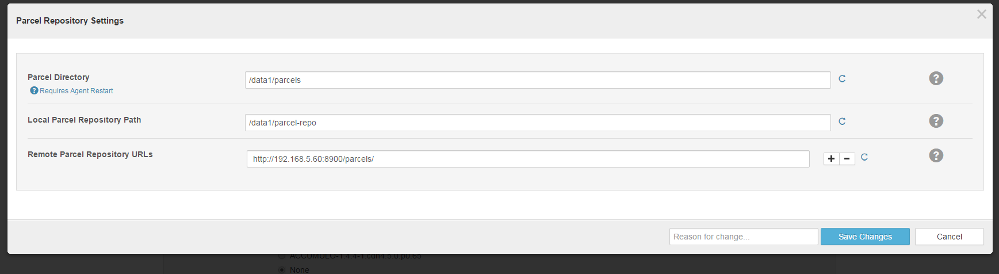 Parcel Repository Settings
Parcel Directory
/data1/parcels
Requires Agent Restart
Local Parcel Repository Path
/data1/parcel-repo
Remote Parcel Repository URLs
http://192.168.5.60:8900/parcels/
Reason for change...
Save Changes
Cancel
ACCUMULO-1.4.4-1.cdh4.5.0.p0.65
None